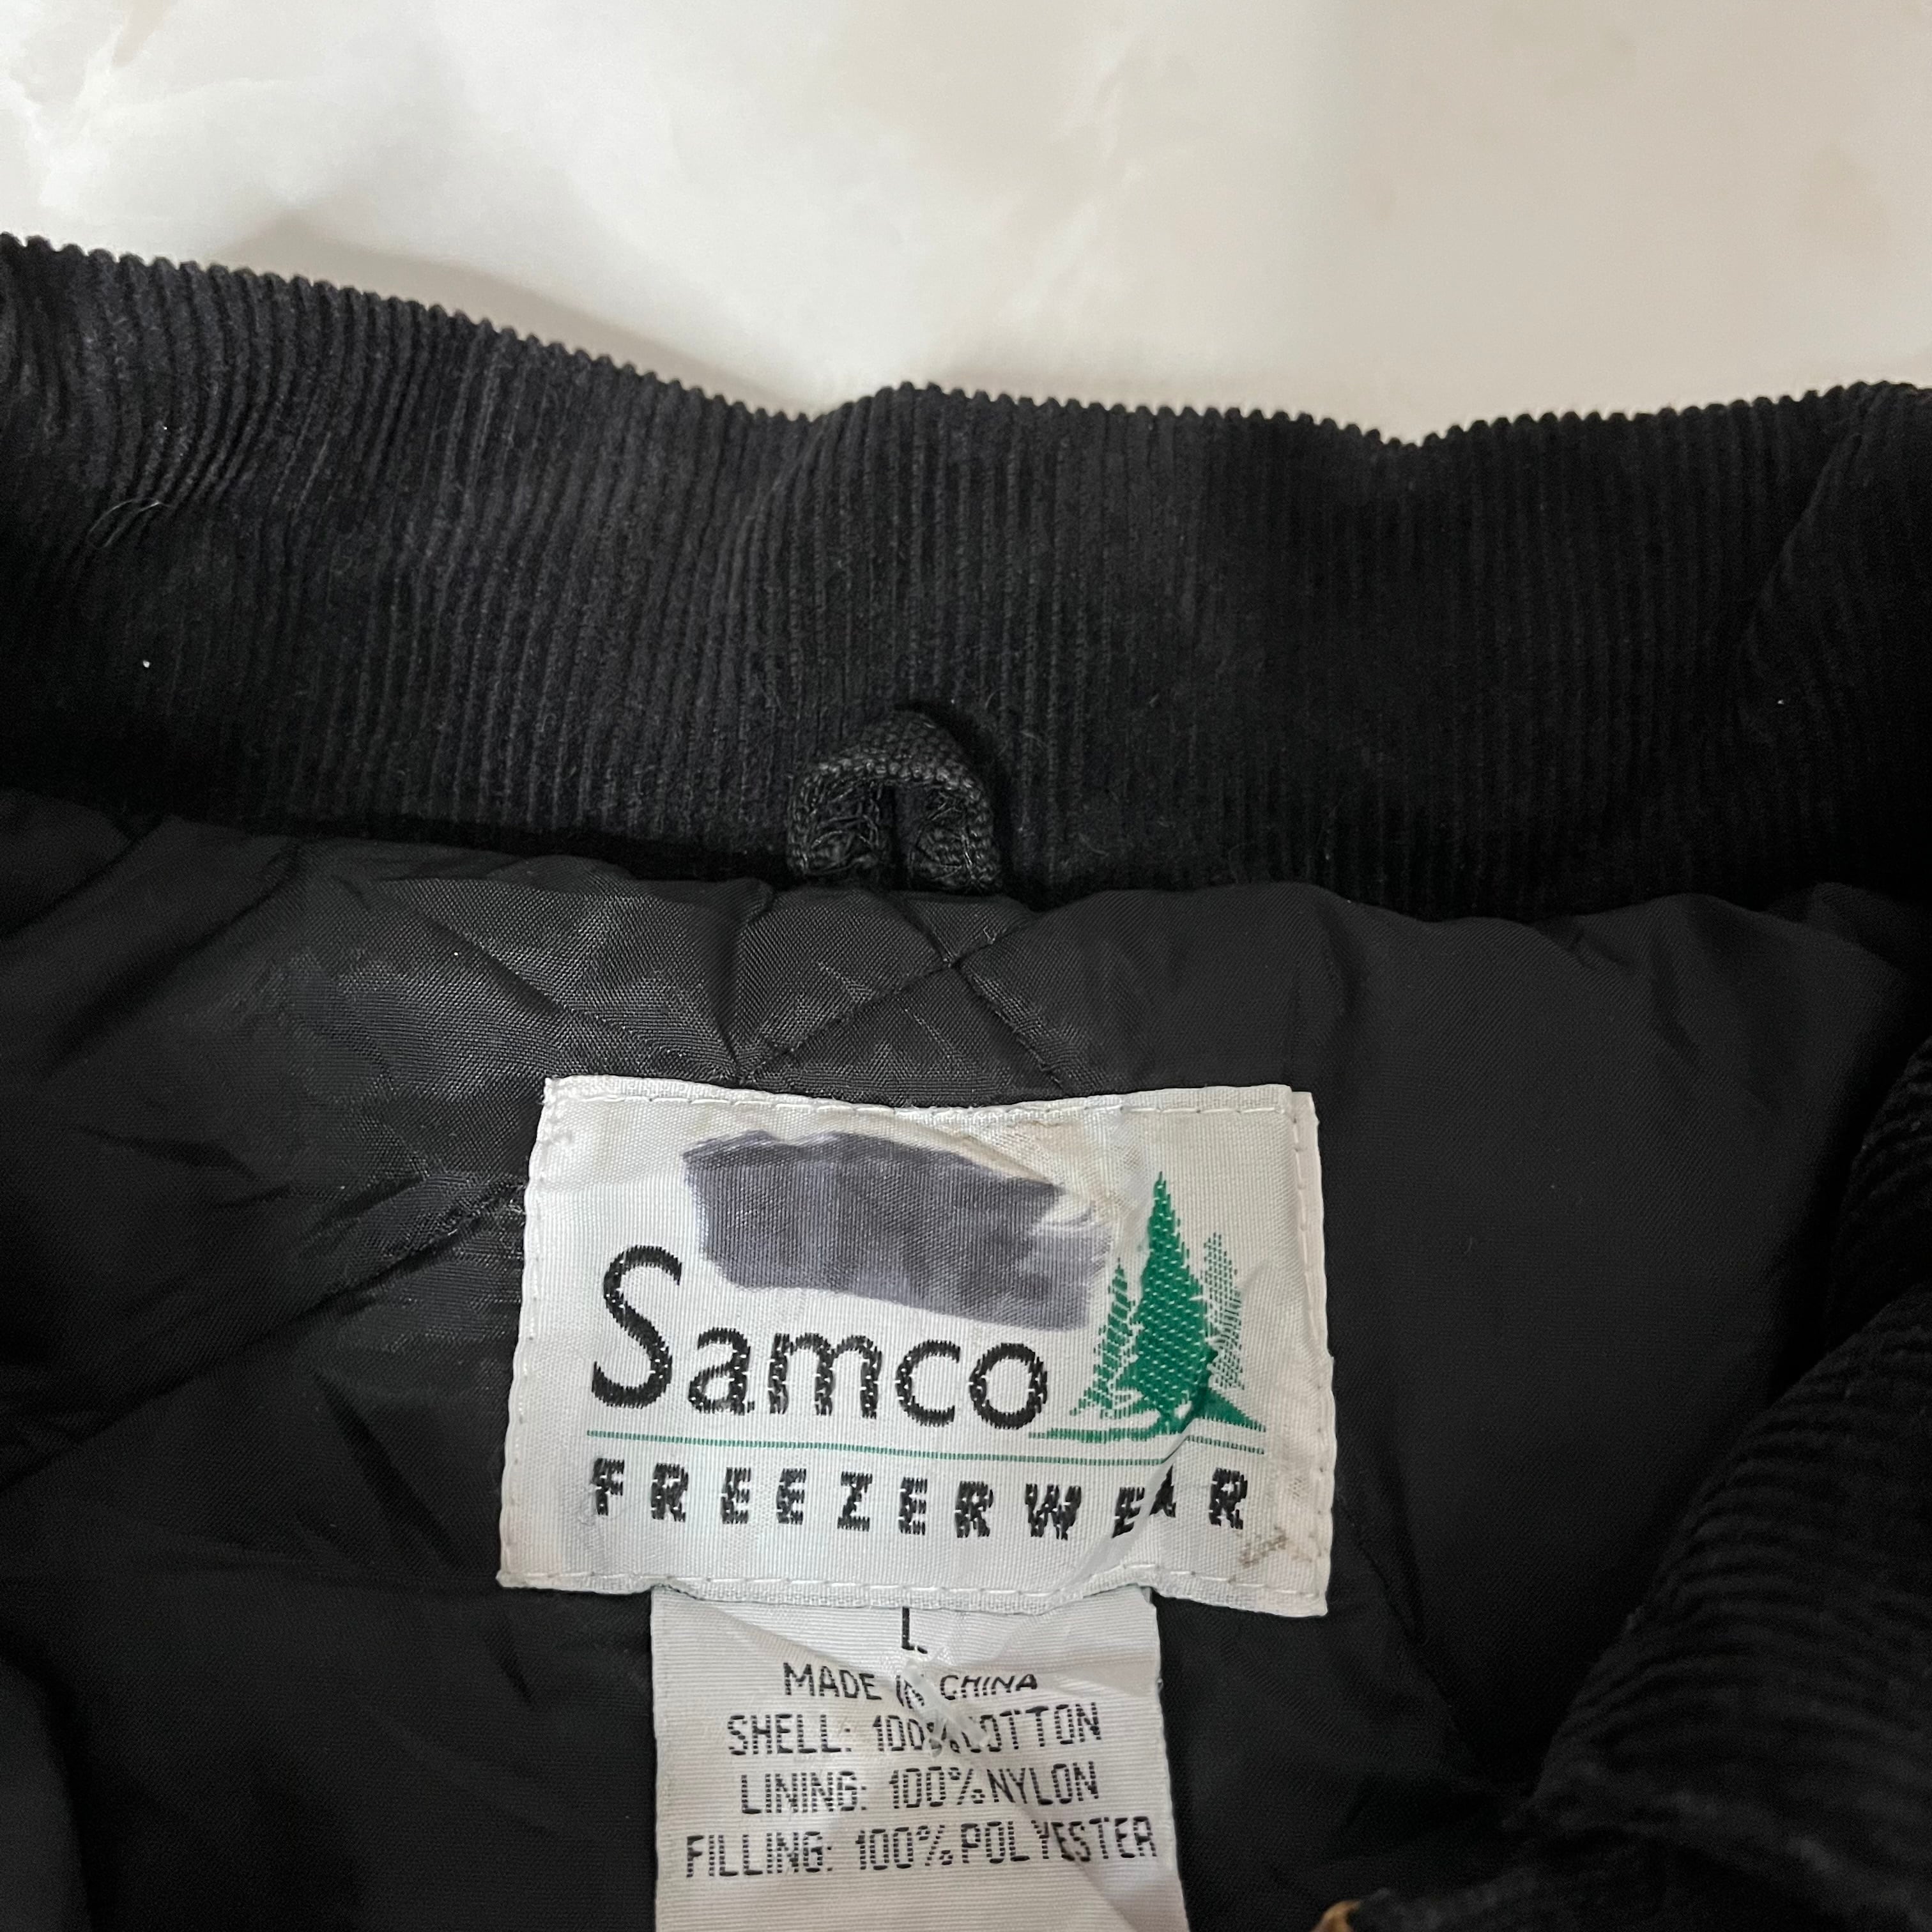 Samco
FREEZERWEAR
L
MADE IN CHINA
SHELL: 100% COTTON
LINING: 100% NYLON
FILLING: 100% POLYESTER